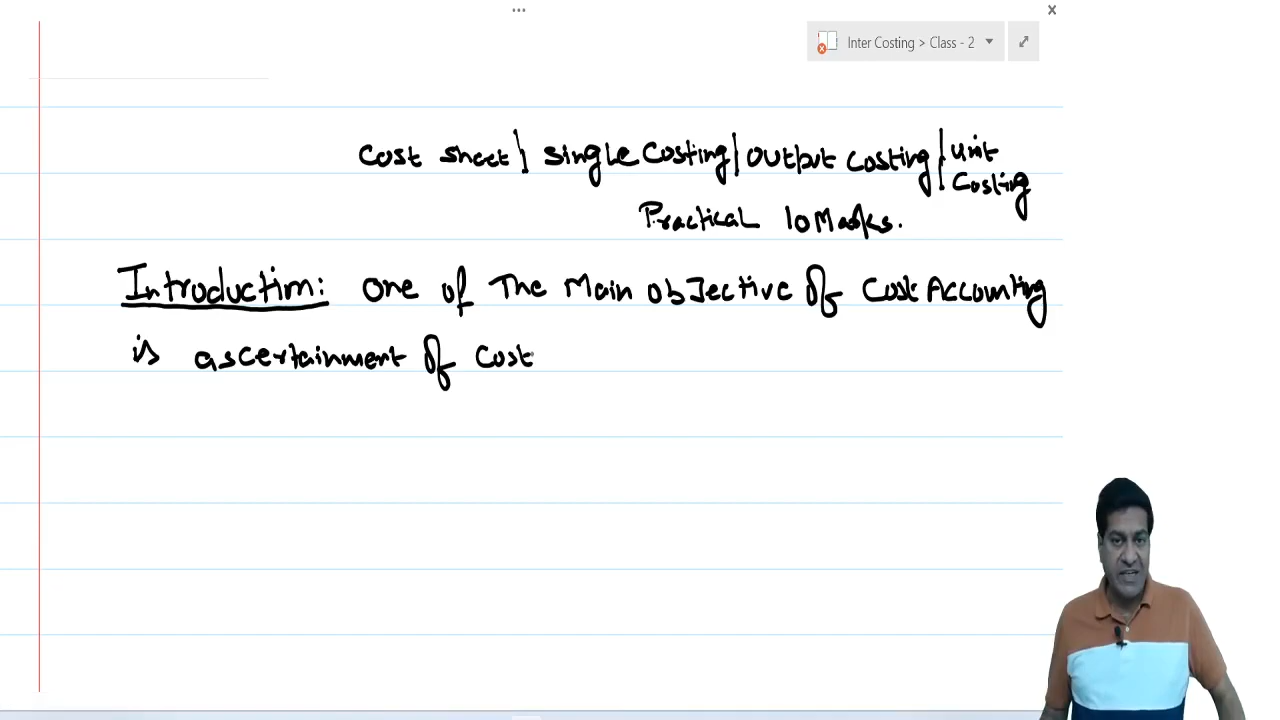 Inter Costing > Class - 2
Cost sheet | Single Costing | Output Costing | Unit Costing
Practical 10 Marks.
Introduction: One of The Main Objective Of Cost Accounting
is ascertainment Of Cost